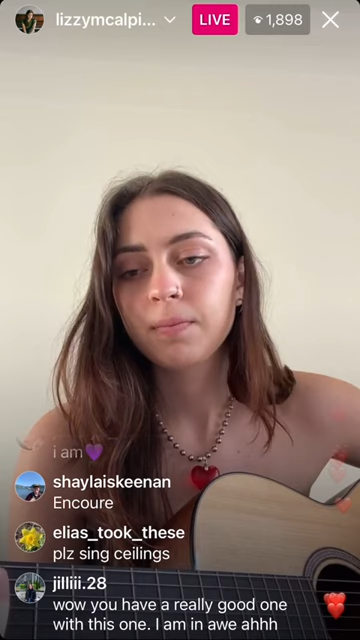 lizzymcalpi... LIVE 1,898
i am💜
shaylaiskeenan
Encoure
elias_took_these
plz sing ceilings
jilliii.28
wow you have a really good one
with this one. I am in awe ahhh